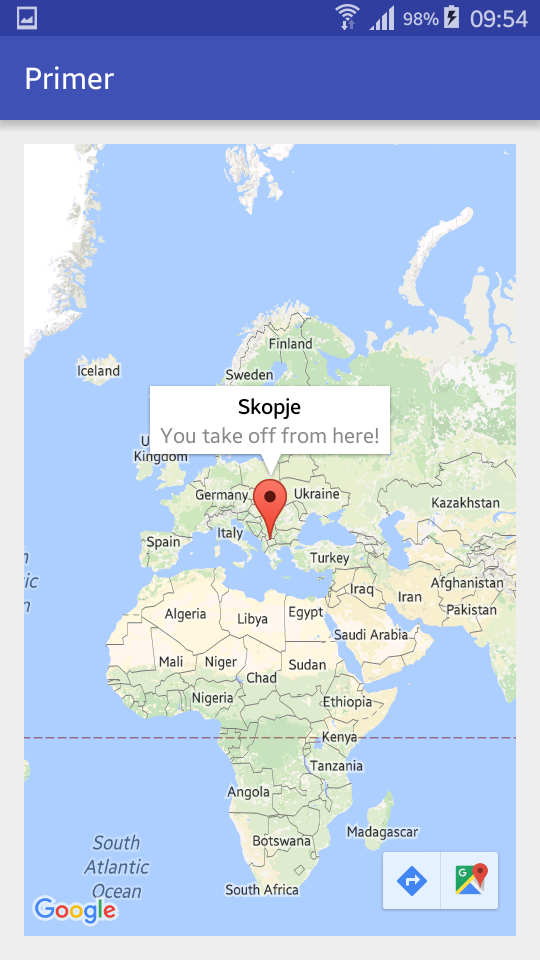 98% 09:54
Primer
Finland
Iceland
Sweden
Skopje
You take off from here!
U
Kingdom
Germany
Ukraine
Kazakhstan
Italy
Spain
Turkey
Iraq
Iran
Afghanistan
Pakistan
ic
Algeria
Libya
Egypt
Saudi Arabia
Mali
Niger
Chad
Sudan
Nigeria
Ethiopia
Kenya
Tanzania
Angola
Botswana
Madagascar
South
Atlantic
Ocean
South Africa
Google
G